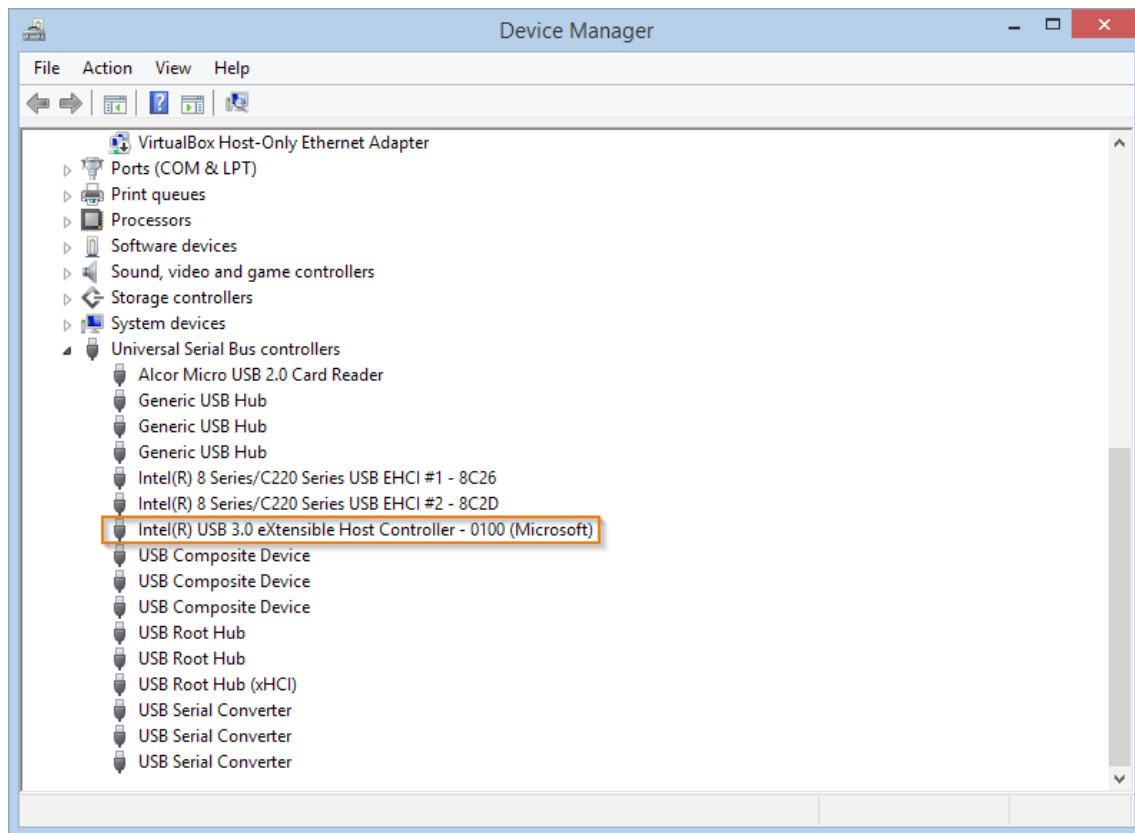 Device Manager
File Action View Help
VirtualBox Host-Only Ethernet Adapter
Ports (COM & LPT)
Print queues
Processors
Software devices
Sound, video and game controllers
Storage controllers
System devices
Universal Serial Bus controllers
Alcor Micro USB 2.0 Card Reader
Generic USB Hub
Generic USB Hub
Generic USB Hub
Intel(R) 8 Series/C220 Series USB EHCI #1 - 8C26
Intel(R) 8 Series/C220 Series USB EHCI #2 - 8C2D
Intel(R) USB 3.0 eXtensible Host Controller - 0100 (Microsoft)
USB Composite Device
USB Composite Device
USB Composite Device
USB Root Hub
USB Root Hub
USB Root Hub (xHCI)
USB Serial Converter
USB Serial Converter
USB Serial Converter